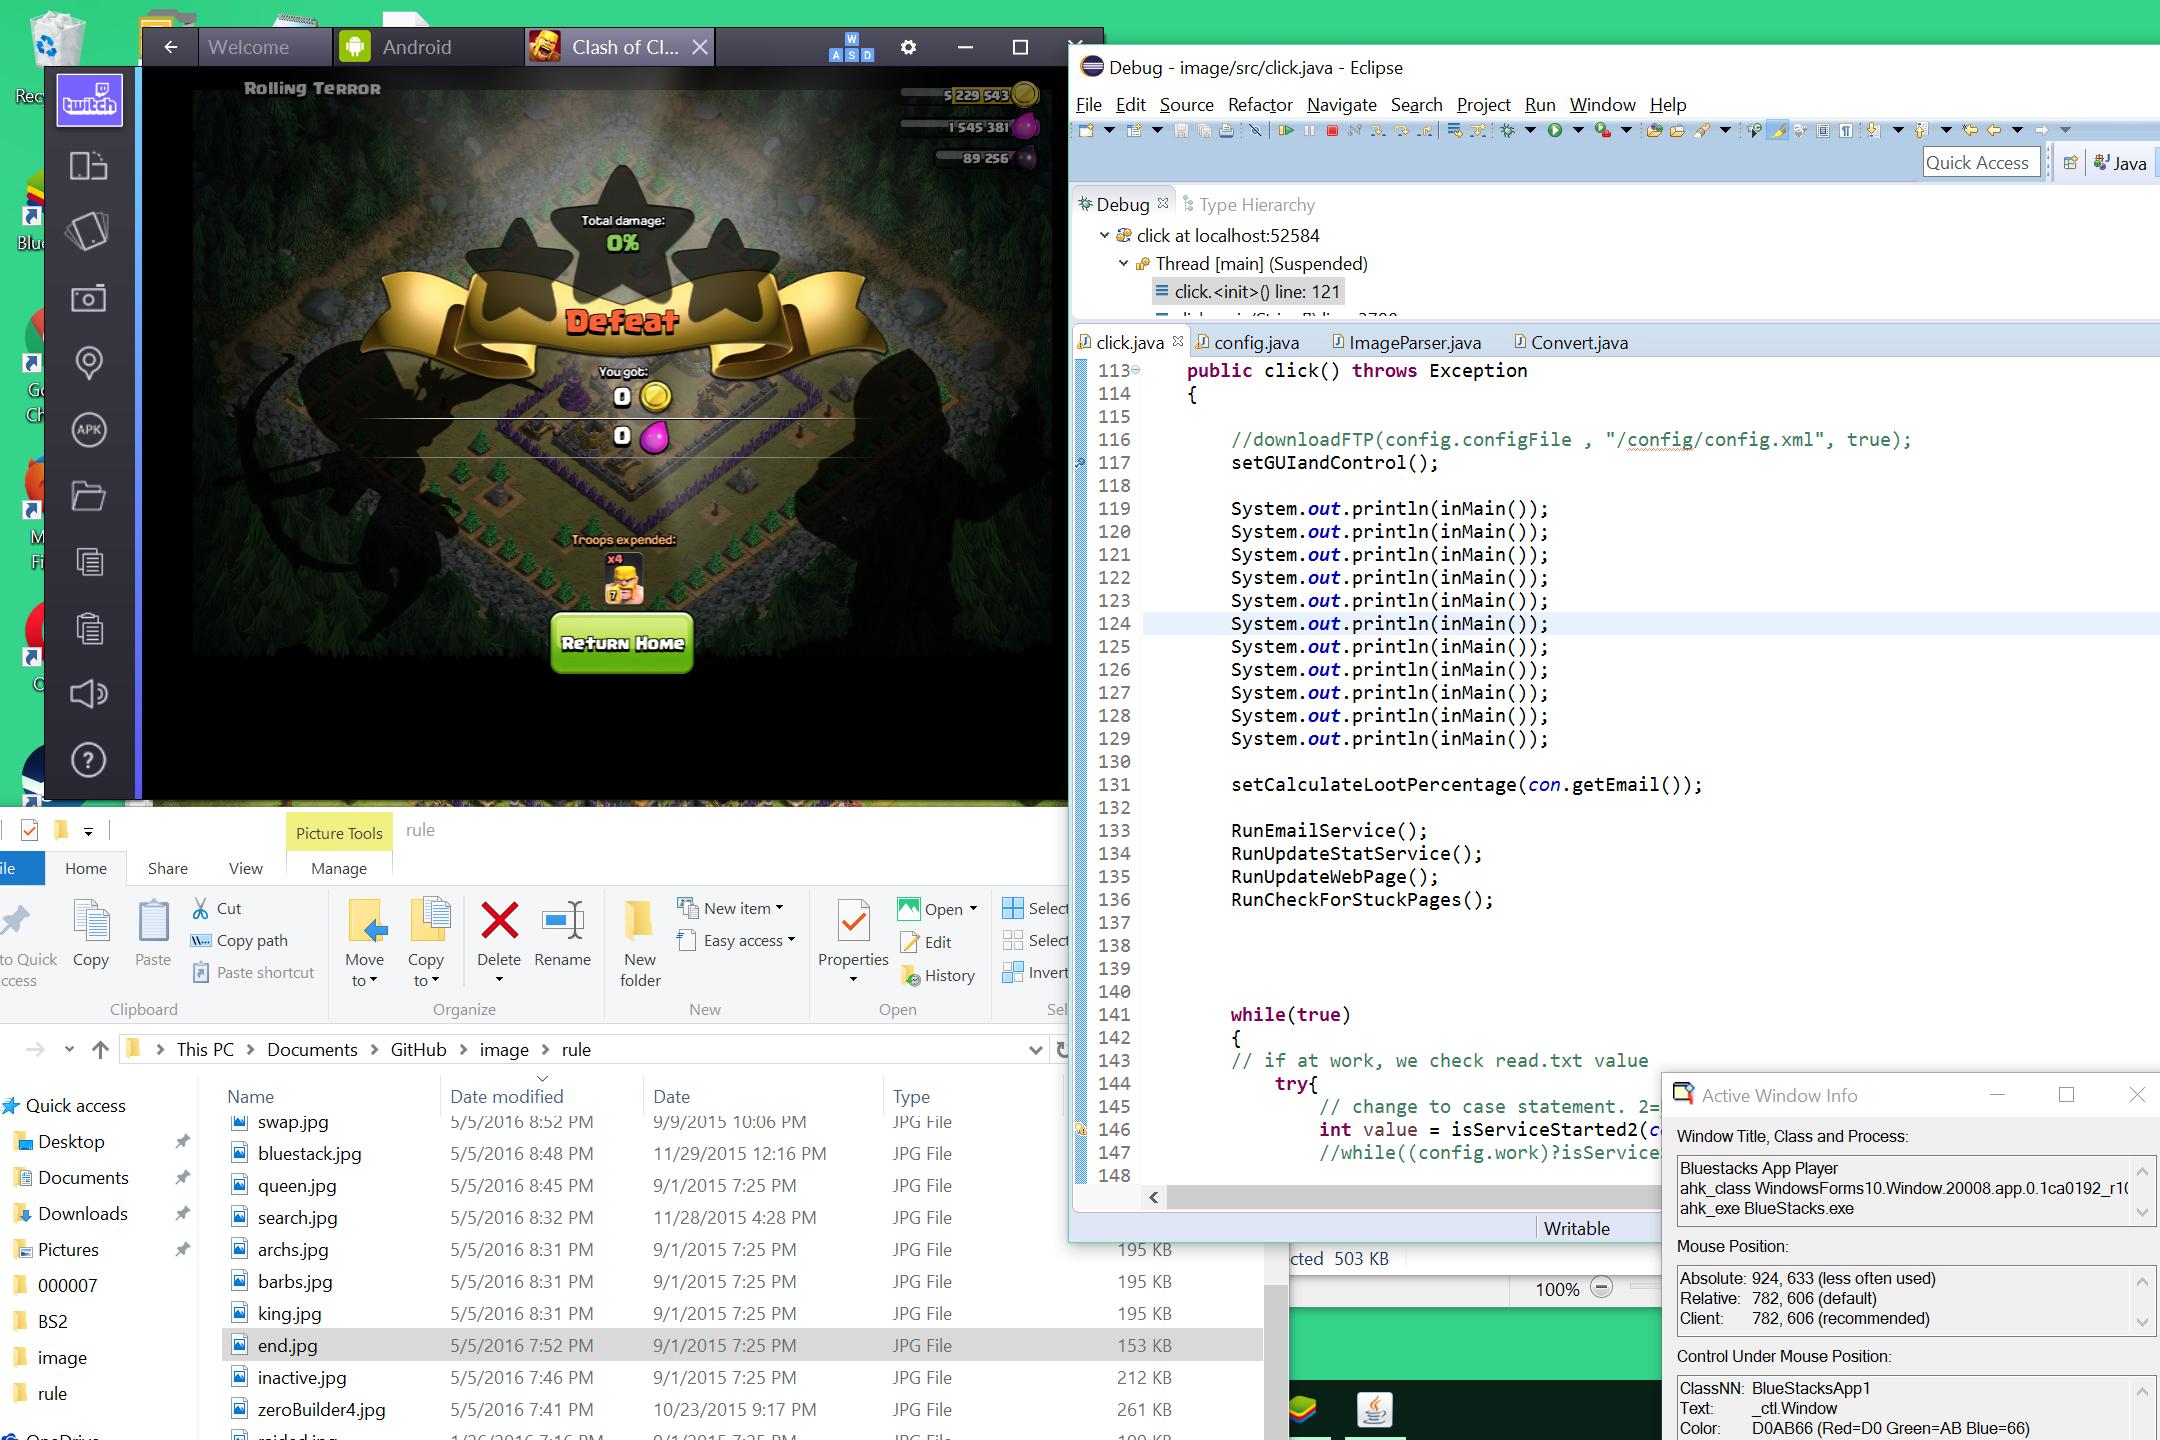 Welcome
Android
Clash of Cl...
W
A S D
twitch
APK
Rolling Terror
5 229 543
1 545 381
89 256
Total damage:
0%
Defeat
You got:
0
0
Troops expended:
x4
7
Return Home
Debug - image/src/click.java - Eclipse
File Edit Source Refactor Navigate Search Project Run Window Help
Quick Access
Java
Debug
Type Hierarchy
click at localhost:52584
Thread [main] (Suspended)
click.<init>() line: 121
click.java config.java ImageParser.java Convert.java
113 public click() throws Exception
114 {
115
116 //downloadFTP(config.configFile , "/config/config.xml", true);
117 setGUIandControl();
118
119 System.out.println(inMain());
120 System.out.println(inMain());
121 System.out.println(inMain());
122 System.out.println(inMain());
123 System.out.println(inMain());
124 System.out.println(inMain());
125 System.out.println(inMain());
126 System.out.println(inMain());
127 System.out.println(inMain());
128 System.out.println(inMain());
129 System.out.println(inMain());
130
131 setCalculateLootPercentage(con.getEmail());
132
133 RunEmailService();
134 RunUpdateStatService();
135 RunUpdateWebPage();
136 RunCheckForStuckPages();
137
138
139
140
141 while(true)
142 {
143 // if at work, we check read.txt value
144 try{
145 // change to case statement. 2=
146 int value = isServiceStarted2(c
147 //while((config.work)?isService
148
Writable
Picture Tools
rule
Home Share View Manage
Cut
Copy path
Paste shortcut
Copy
Paste
Clipboard
Move to
Copy to
Delete
Rename
Organize
New folder
New item
Easy access
New
Properties
Open
Edit
History
Open
Select
Select
Invert
This PC > Documents > GitHub > image > rule
Quick access
Desktop
Documents
Downloads
Pictures
000007
BS2
image
rule
OneDrive
Name Date modified Date Type
swap.jpg 5/5/2016 8:52 PM 9/9/2015 10:06 PM JPG File
bluestack.jpg 5/5/2016 8:48 PM 11/29/2015 12:16 PM JPG File
queen.jpg 5/5/2016 8:45 PM 9/1/2015 7:25 PM JPG File
search.jpg 5/5/2016 8:32 PM 11/28/2015 4:28 PM JPG File
archs.jpg 5/5/2016 8:31 PM 9/1/2015 7:25 PM JPG File 195 KB
barbs.jpg 5/5/2016 8:31 PM 9/1/2015 7:25 PM JPG File 195 KB
king.jpg 5/5/2016 8:31 PM 9/1/2015 7:25 PM JPG File 195 KB
end.jpg 5/5/2016 7:52 PM 9/1/2015 7:25 PM JPG File 153 KB
inactive.jpg 5/5/2016 7:46 PM 9/1/2015 7:25 PM JPG File 212 KB
zeroBuilder4.jpg 5/5/2016 7:41 PM 10/23/2015 9:17 PM JPG File 261 KB
cted 503 KB
100%
Active Window Info
Window Title, Class and Process:
Bluestacks App Player
ahk_class WindowsForms10.Window.20008.app.0.1ca0192_r1
ahk_exe BlueStacks.exe
Mouse Position:
Absolute: 924, 633 (less often used)
Relative: 782, 606 (default)
Client: 782, 606 (recommended)
Control Under Mouse Position:
ClassNN: BlueStacksApp1
Text: _ctl.Window
Color: D0AB66 (Red=D0 Green=AB Blue=66)